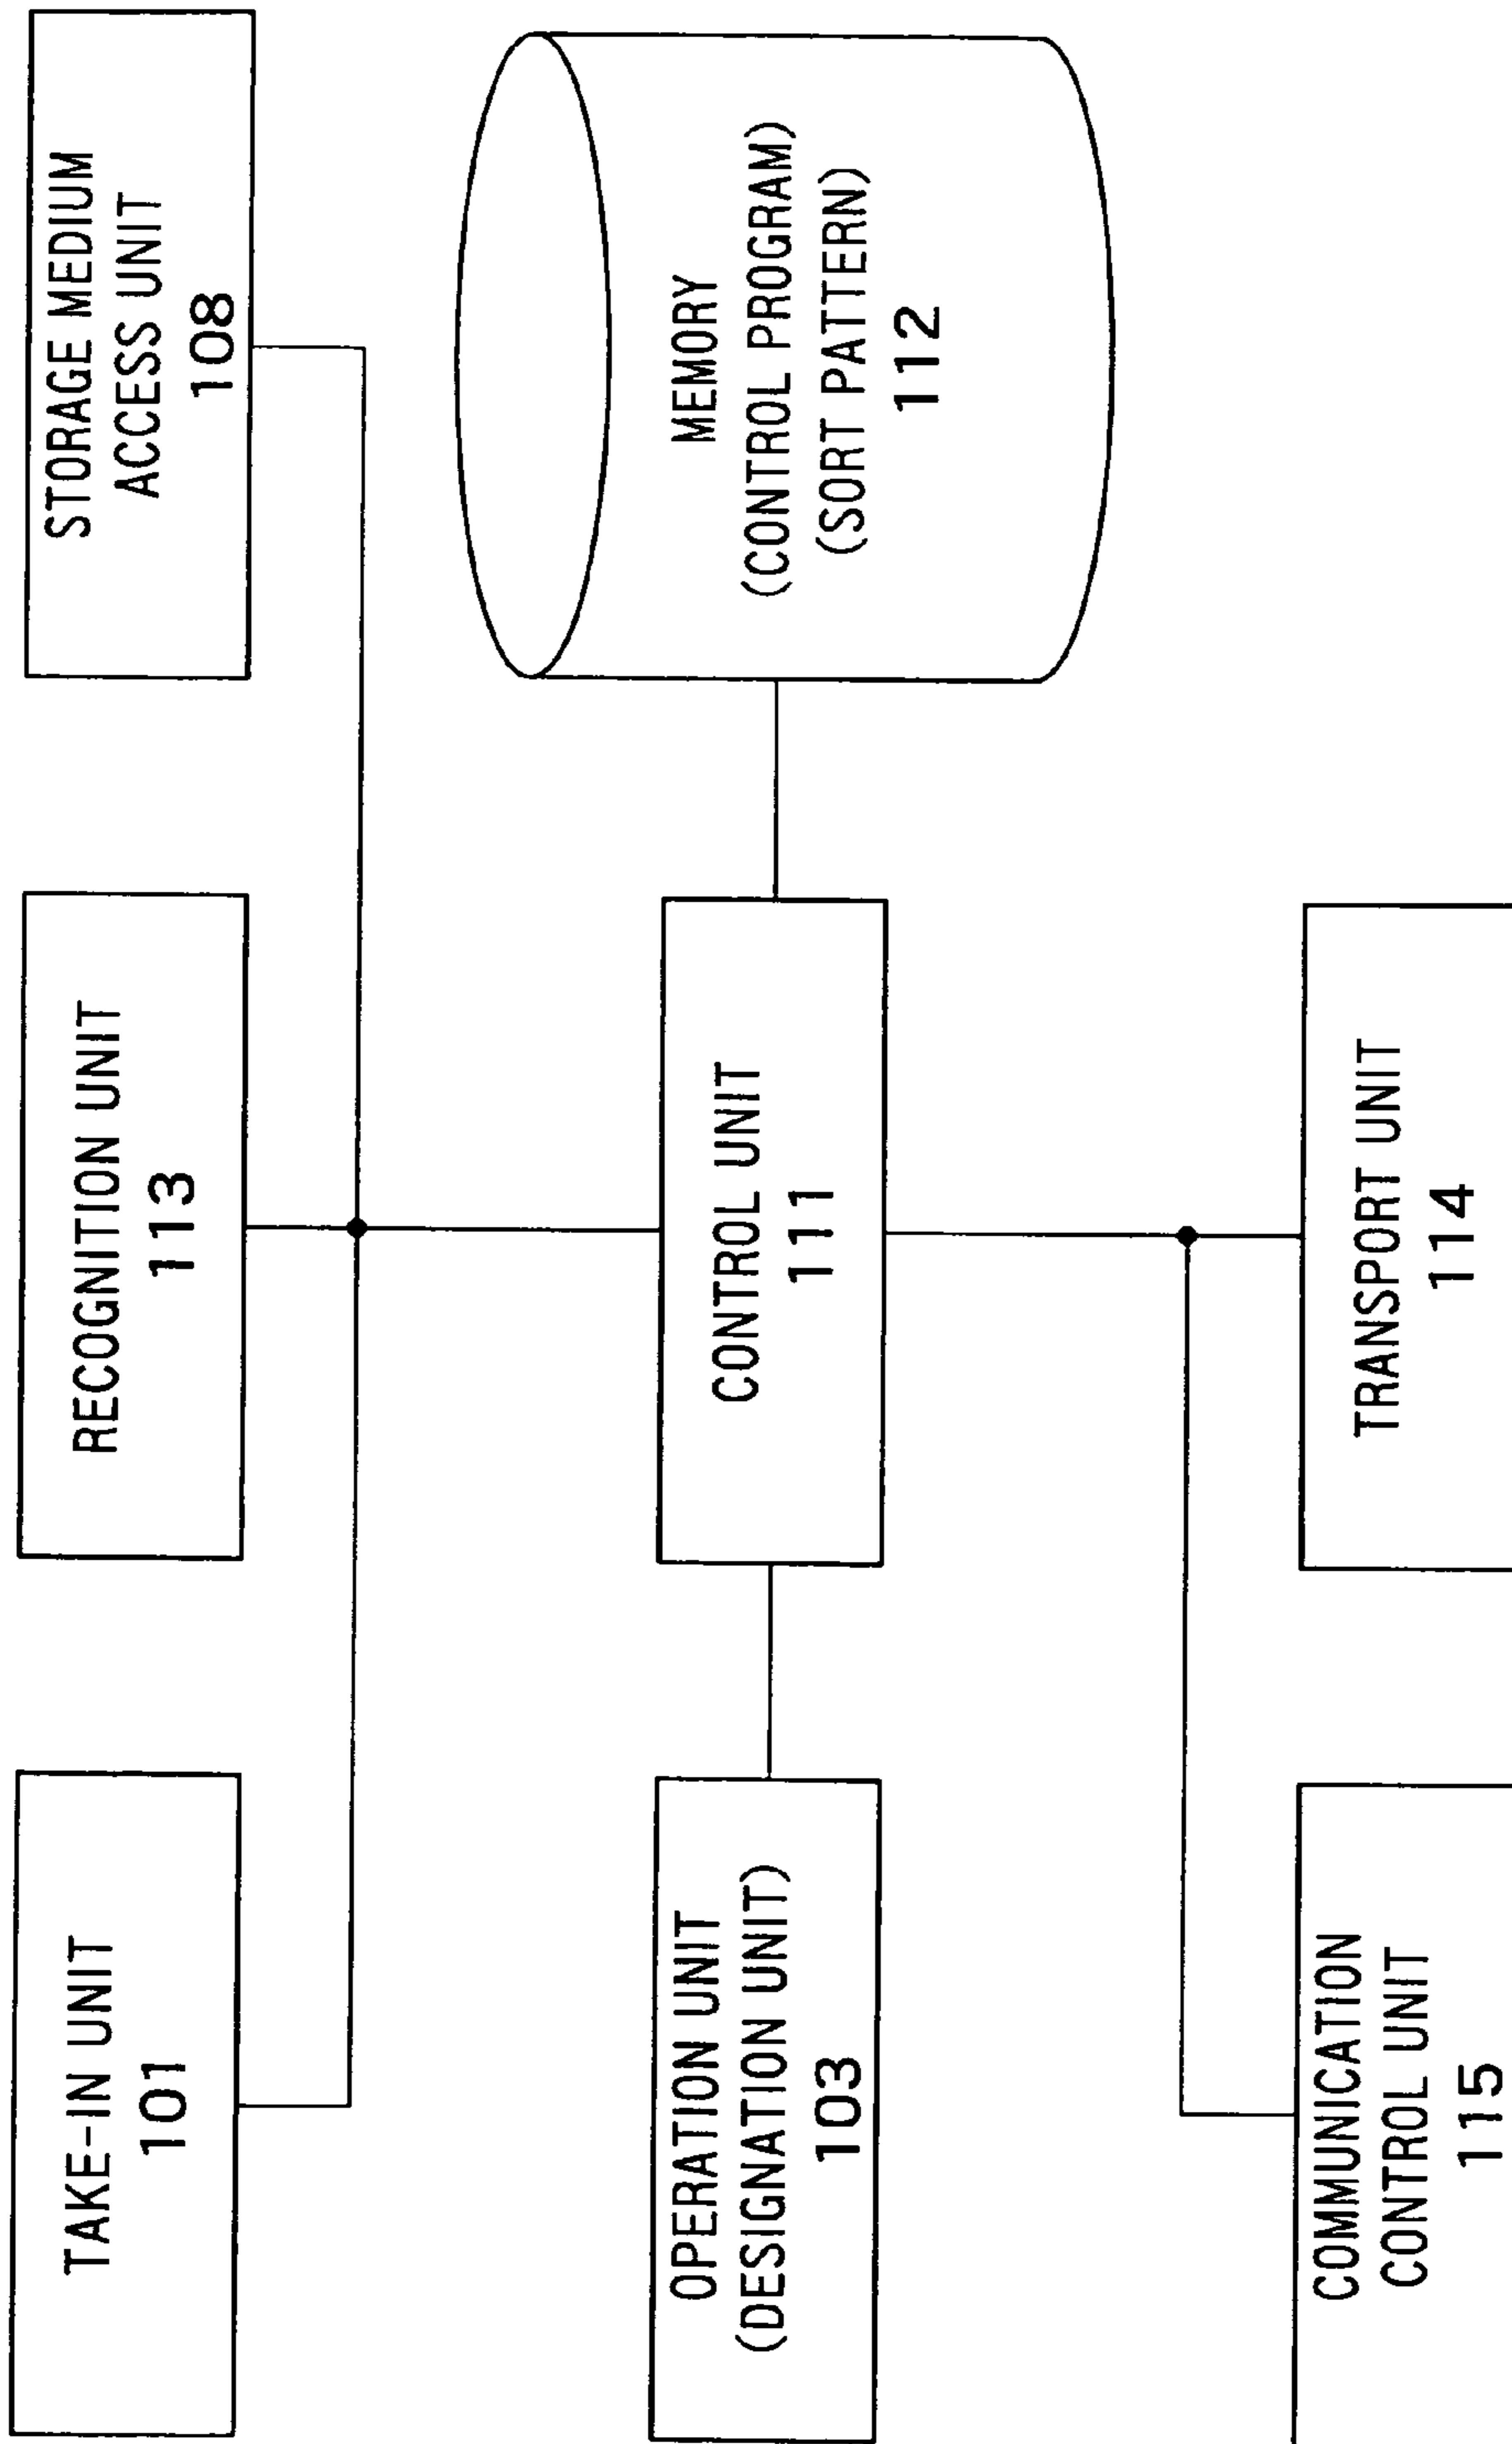 TAKE-IN UNIT
101
RECOGNITION UNIT
113
STORAGE MEDIUM
ACCESS UNIT
108
OPERATION UNIT
(DESIGNATION UNIT)
103
CONTROL UNIT
111
MEMORY
(CONTROL PROGRAM)
(SORT PATTERN)
112
COMMUNICATION
CONTROL UNIT
115
TRANSPORT UNIT
114